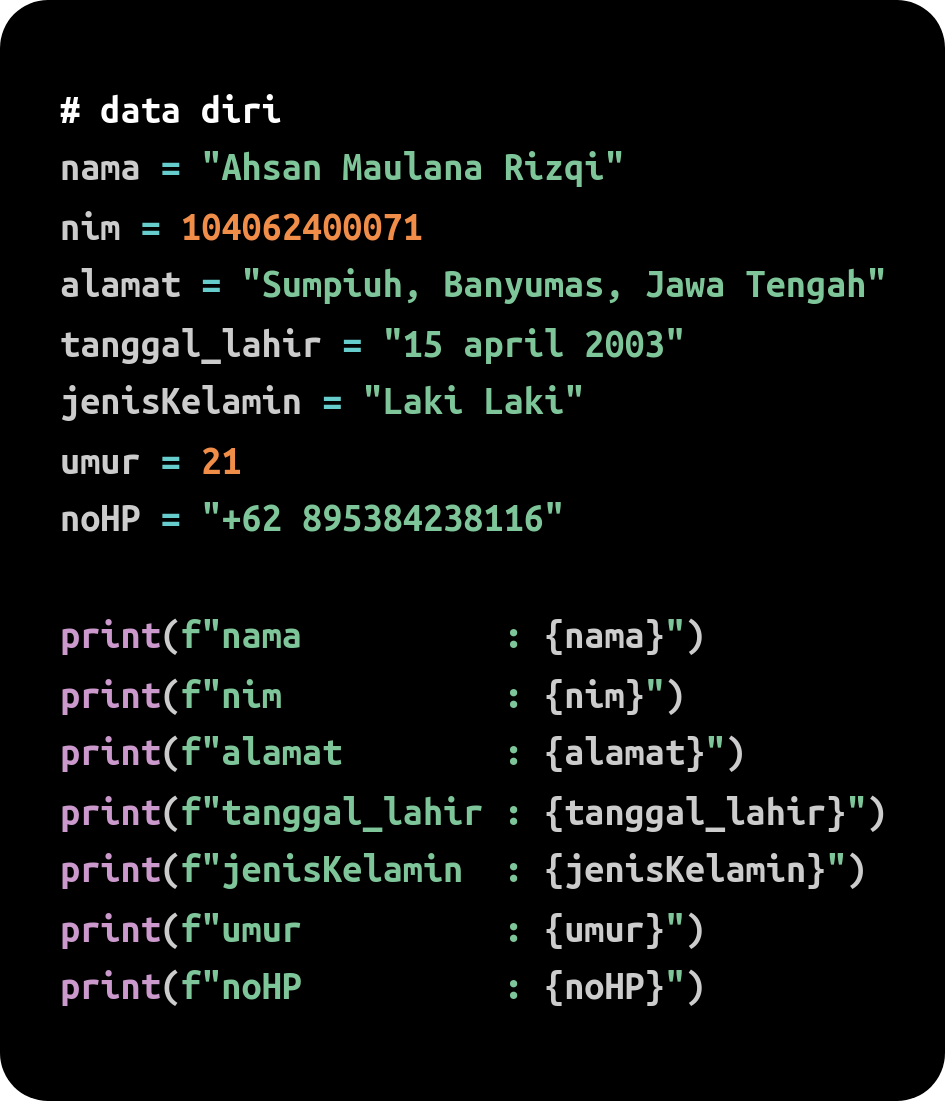 # data diri
nama = "Ahsan Maulana Rizqi"
nim = 104062400071
alamat = "Sumpiuh, Banyumas, Jawa Tengah"
tanggal_lahir = "15 april 2003"
jenisKelamin = "Laki Laki"
umur = 21
noHP = "+62 895384238116"

print(f"nama          : {nama}")
print(f"nim           : {nim}")
print(f"alamat        : {alamat}")
print(f"tanggal_lahir : {tanggal_lahir}")
print(f"jenisKelamin  : {jenisKelamin}")
print(f"umur          : {umur}")
print(f"noHP          : {noHP}")